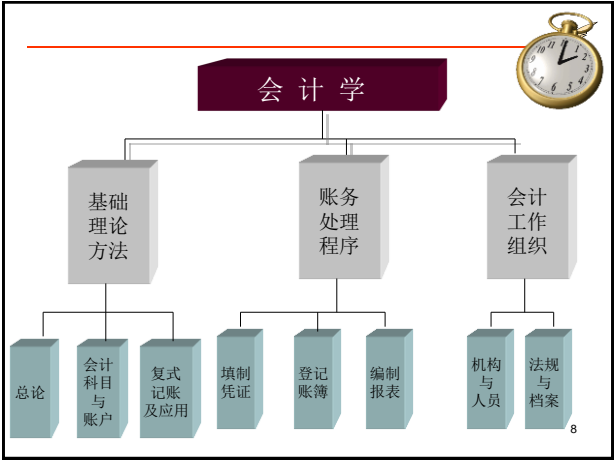 会 计 学
基础
理论
方法
账务
处理
程序
会计
工作
组织
总论
会计
科目
与
账户
复式
记账
及应用
填制
凭证
登记
账簿
编制
报表
机构
与
人员
法规
与
档案
8